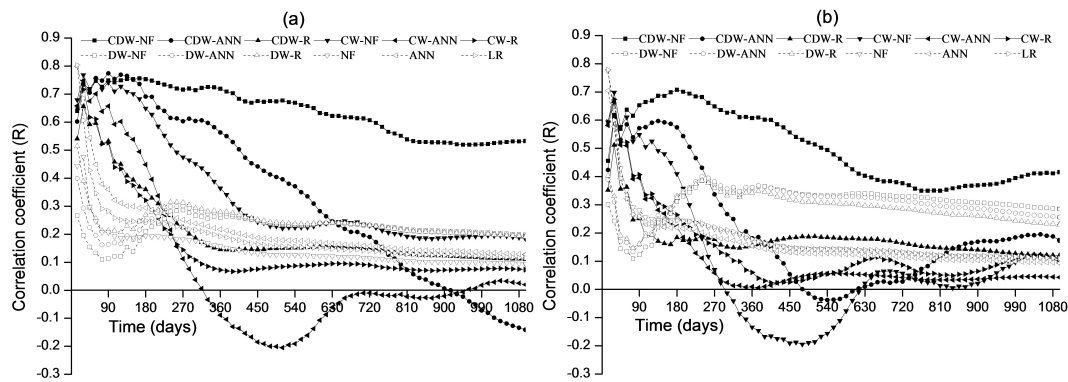 (a)
CDW-NF CDW-ANN CDW-R CW-NF CW-ANN CW-R
DW-NF DW-ANN DW-R NF ANN LR
Correlation coefficient (R)
0.9
0.8
0.7
0.6
0.5
0.4
0.3
0.2
0.1
0.0
-0.1
-0.2
-0.3
90 180 270 360 450 540 630 720 810 900 990 1080
Time (days)
(b)
CDW-NF CDW-ANN CDW-R CW-NF CW-ANN CW-R
DW-NF DW-ANN DW-R NF ANN LR
Correlation coefficient (R)
0.9
0.8
0.7
0.6
0.5
0.4
0.3
0.2
0.1
0.0
-0.1
-0.2
-0.3
90 180 270 360 450 540 630 720 810 900 990 1080
Time (days)